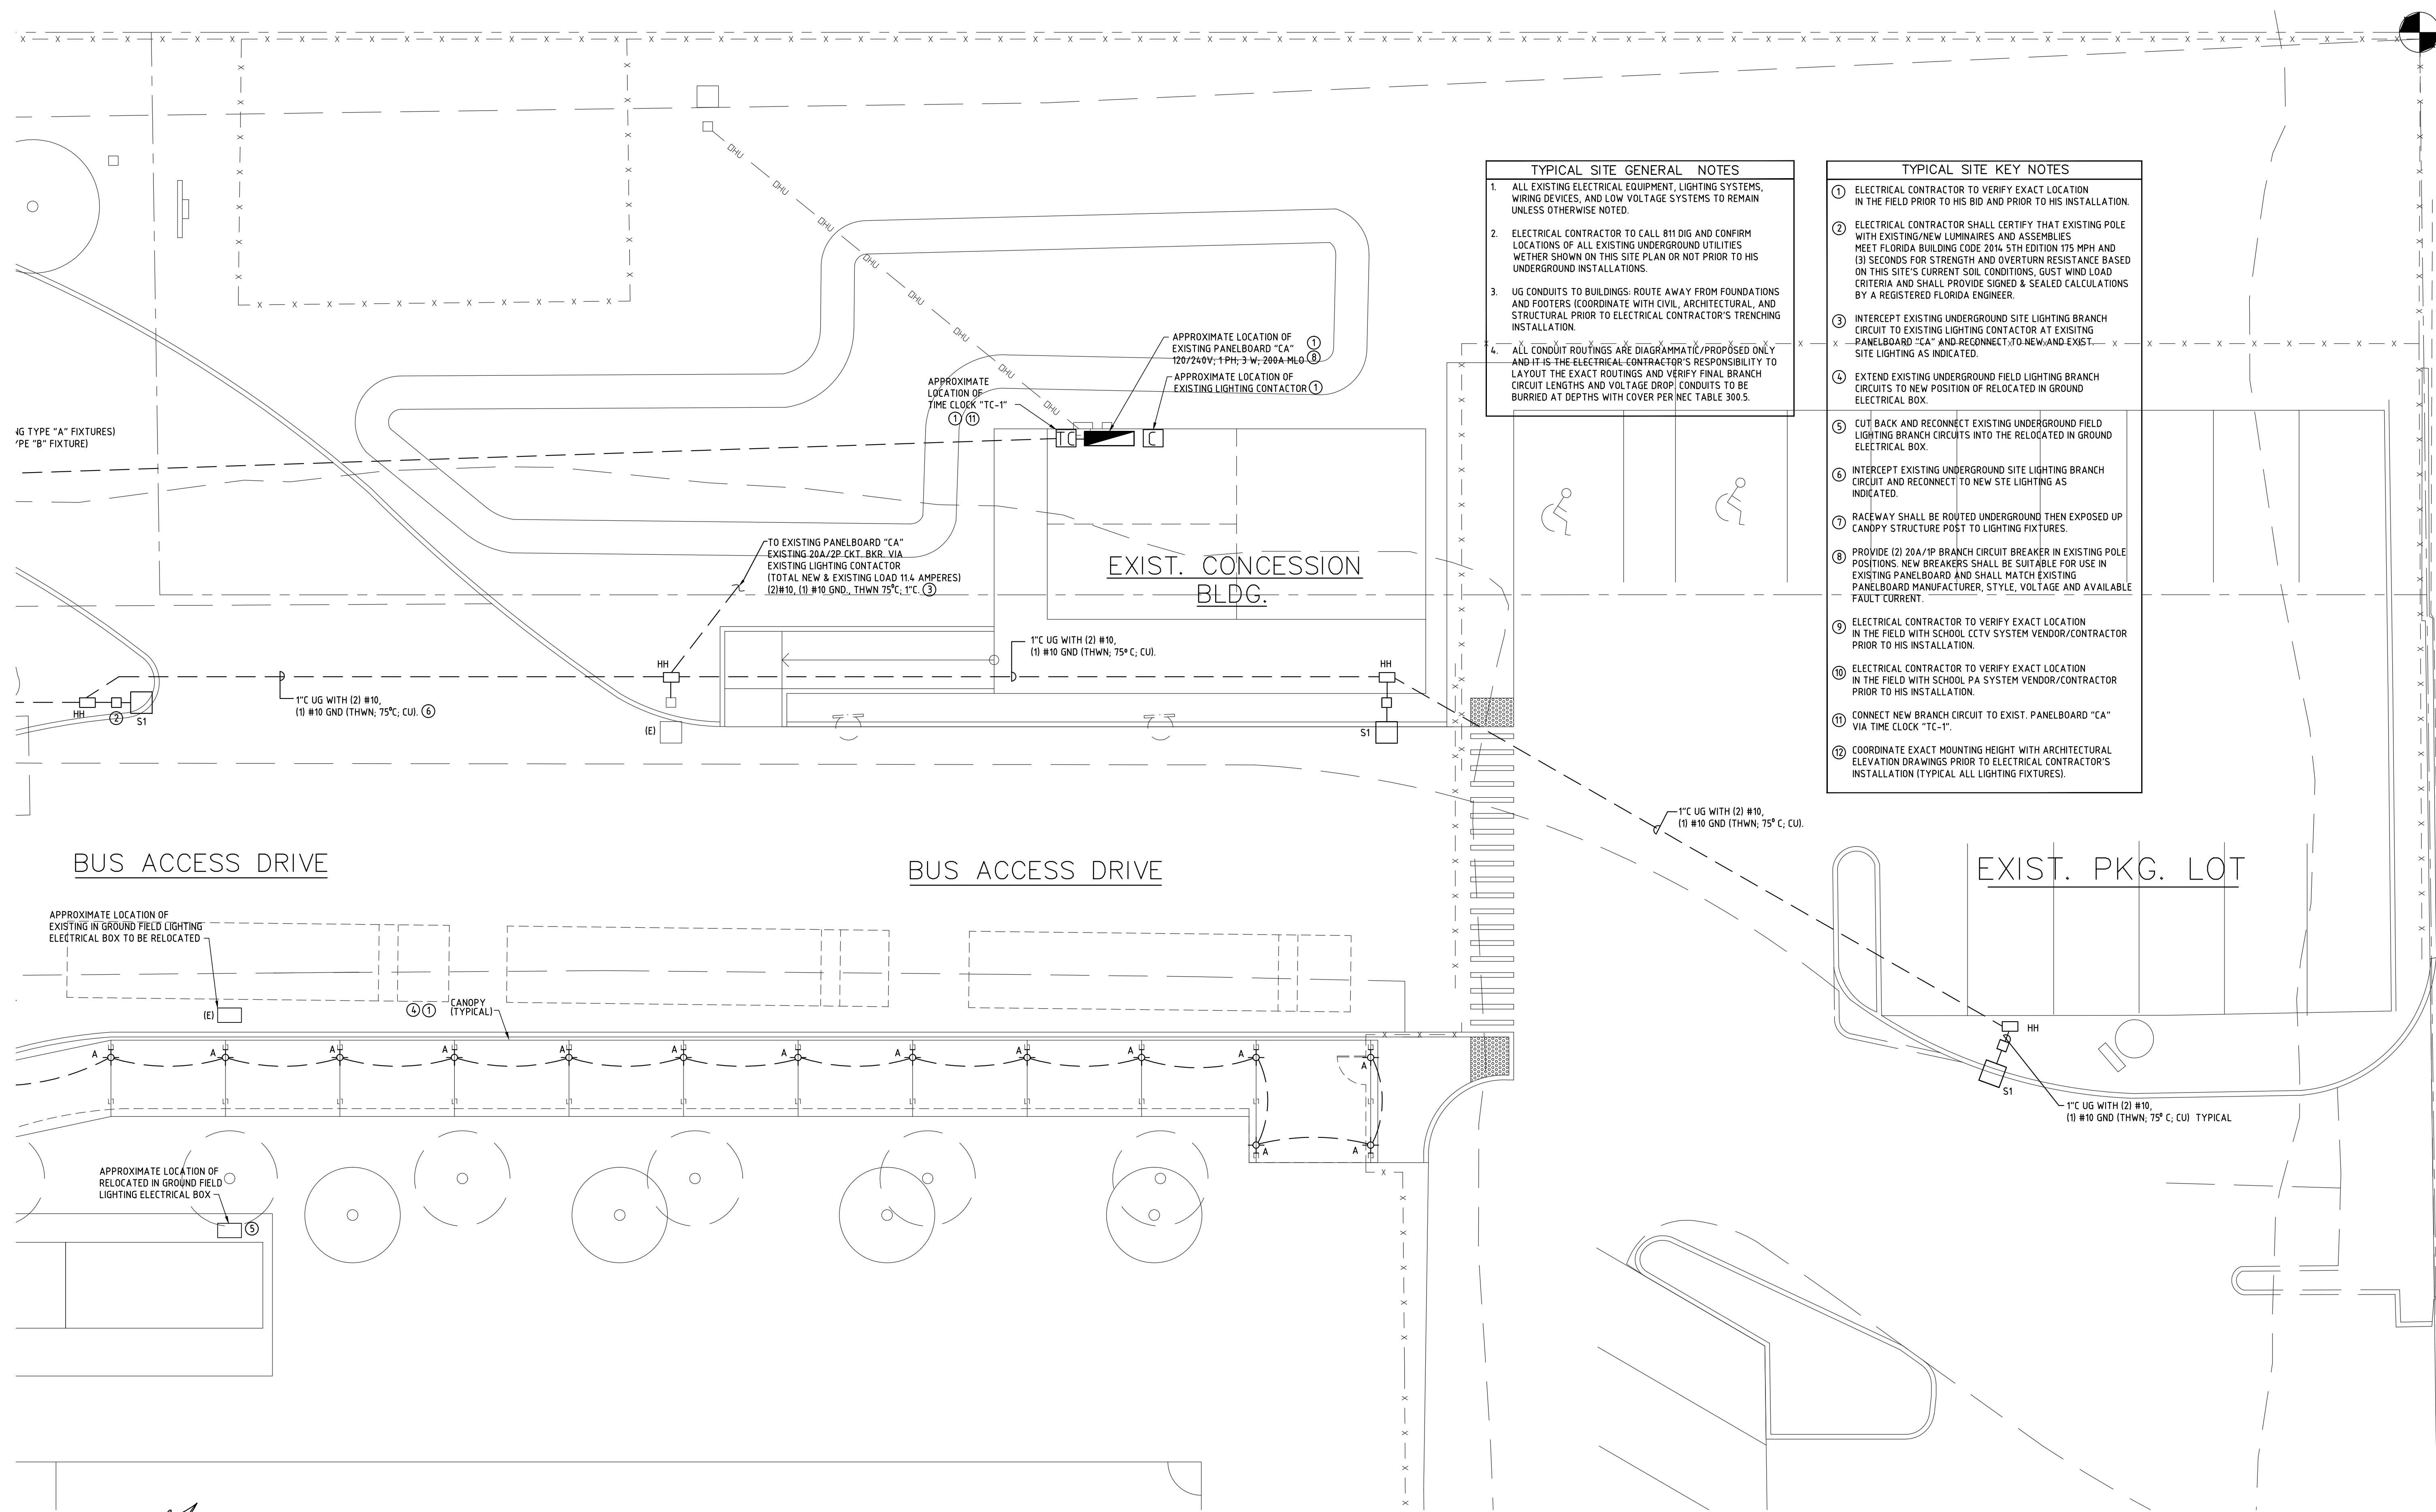 TYPICAL SITE GENERAL NOTES
1. ALL EXISTING ELECTRICAL EQUIPMENT, LIGHTING SYSTEMS,
WIRING DEVICES, AND LOW VOLTAGE SYSTEMS TO REMAIN
UNLESS OTHERWISE NOTED.
2. ELECTRICAL CONTRACTOR TO CALL 811 DIG AND CONFIRM
LOCATIONS OF ALL EXISTING UNDERGROUND UTILITIES
WETHER SHOWN ON THIS SITE PLAN OR NOT PRIOR TO HIS
UNDERGROUND INSTALLATIONS.
3. UG CONDUITS TO BUILDINGS: ROUTE AWAY FROM FOUNDATIONS
AND FOOTERS (COORDINATE WITH CIVIL, ARCHITECTURAL, AND
STRUCTURAL PRIOR TO ELECTRICAL CONTRACTOR'S TRENCHING
INSTALLATION.
4. ALL CONDUIT ROUTINGS ARE DIAGRAMMATIC/PROPOSED ONLY
AND IT IS THE ELECTRICAL CONTRACTOR'S RESPONSIBILITY TO
LAYOUT THE EXACT ROUTINGS AND VERIFY FINAL BRANCH
CIRCUIT LENGTHS AND VOLTAGE DROP. CONDUITS TO BE
BURRIED AT DEPTHS WITH COVER PER NEC TABLE 300.5.
TYPICAL SITE KEY NOTES
1 ELECTRICAL CONTRACTOR TO VERIFY EXACT LOCATION
IN THE FIELD PRIOR TO HIS BID AND PRIOR TO HIS INSTALLATION.
2 ELECTRICAL CONTRACTOR SHALL CERTIFY THAT EXISTING POLE
WITH EXISTING/NEW LUMINAIRES AND ASSEMBLIES
MEET FLORIDA BUILDING CODE 2014 5TH EDITION 175 MPH AND
(3) SECONDS FOR STRENGTH AND OVERTURN RESISTANCE BASED
ON THIS SITE'S CURRENT SOIL CONDITIONS, GUST WIND LOAD
CRITERIA AND SHALL PROVIDE SIGNED & SEALED CALCULATIONS
BY A REGISTERED FLORIDA ENGINEER.
3 INTERCEPT EXISTING UNDERGROUND SITE LIGHTING BRANCH
CIRCUIT TO EXISTING LIGHTING CONTACTOR AT EXISITNG
PANELBOARD "CA" AND RECONNECT TO NEW AND EXIST.
SITE LIGHTING AS INDICATED.
4 EXTEND EXISTING UNDERGROUND FIELD LIGHTING BRANCH
CIRCUITS TO NEW POSITION OF RELOCATED IN GROUND
ELECTRICAL BOX.
5 CUT BACK AND RECONNECT EXISTING UNDERGROUND FIELD
LIGHTING BRANCH CIRCUITS INTO THE RELOCATED IN GROUND
ELECTRICAL BOX.
6 INTERCEPT EXISTING UNDERGROUND SITE LIGHTING BRANCH
CIRCUIT AND RECONNECT TO NEW STE LIGHTING AS
INDICATED.
7 RACEWAY SHALL BE ROUTED UNDERGROUND THEN EXPOSED UP
CANOPY STRUCTURE POST TO LIGHTING FIXTURES.
8 PROVIDE (2) 20A/1P BRANCH CIRCUIT BREAKER IN EXISTING POLE
POSITIONS. NEW BREAKERS SHALL BE SUITABLE FOR USE IN
EXISTING PANELBOARD AND SHALL MATCH EXISTING
PANELBOARD MANUFACTURER, STYLE, VOLTAGE AND AVAILABLE
FAULT CURRENT.
9 ELECTRICAL CONTRACTOR TO VERIFY EXACT LOCATION
IN THE FIELD WITH SCHOOL CCTV SYSTEM VENDOR/CONTRACTOR
PRIOR TO HIS INSTALLATION.
10 ELECTRICAL CONTRACTOR TO VERIFY EXACT LOCATION
IN THE FIELD WITH SCHOOL PA SYSTEM VENDOR/CONTRACTOR
PRIOR TO HIS INSTALLATION.
11 CONNECT NEW BRANCH CIRCUIT TO EXIST. PANELBOARD "CA"
VIA TIME CLOCK "TC-1".
12 COORDINATE EXACT MOUNTING HEIGHT WITH ARCHITECTURAL
ELEVATION DRAWINGS PRIOR TO ELECTRICAL CONTRACTOR'S
INSTALLATION (TYPICAL ALL LIGHTING FIXTURES).
OHU
OHU
OHU
OHU
OHU
OHU
OHU
OHU
APPROXIMATE LOCATION OF
EXISTING PANELBOARD "CA" 1
120/240V; 1 PH; 3 W; 200A MLO 8
APPROXIMATE LOCATION OF
EXISTING LIGHTING CONTACTOR 1
APPROXIMATE
LOCATION OF
TIME CLOCK "TC-1"
1 11
TC
C
TYPE "A" FIXTURES)
"B" FIXTURE)
TO EXISTING PANELBOARD "CA"
EXISTING 20A/2P CKT. BKR. VIA
EXISTING LIGHTING CONTACTOR
(TOTAL NEW & EXISTING LOAD 11.4 AMPERES)
(2)#10, (1) #10 GND., THWN 75°C; 1"C. 3
EXIST. CONCESSION
BLDG.
1"C UG WITH (2) #10,
(1) #10 GND (THWN; 75° C; CU).
HH
HH
HH
2
S1
1"C UG WITH (2) #10,
(1) #10 GND (THWN; 75°C; CU). 6
(E)
S1
1"C UG WITH (2) #10,
(1) #10 GND (THWN; 75° C; CU).
BUS ACCESS DRIVE
BUS ACCESS DRIVE
EXIST. PKG. LOT
APPROXIMATE LOCATION OF
EXISTING IN GROUND FIELD LIGHTING
ELECTRICAL BOX TO BE RELOCATED
(E)
4 1
CANOPY
(TYPICAL)
HH
S1
1"C UG WITH (2) #10,
(1) #10 GND (THWN; 75° C; CU) TYPICAL
A
A
A
A
A
A
A
A
A
A
A
A
A
A
APPROXIMATE LOCATION OF
RELOCATED IN GROUND FIELD
LIGHTING ELECTRICAL BOX
5